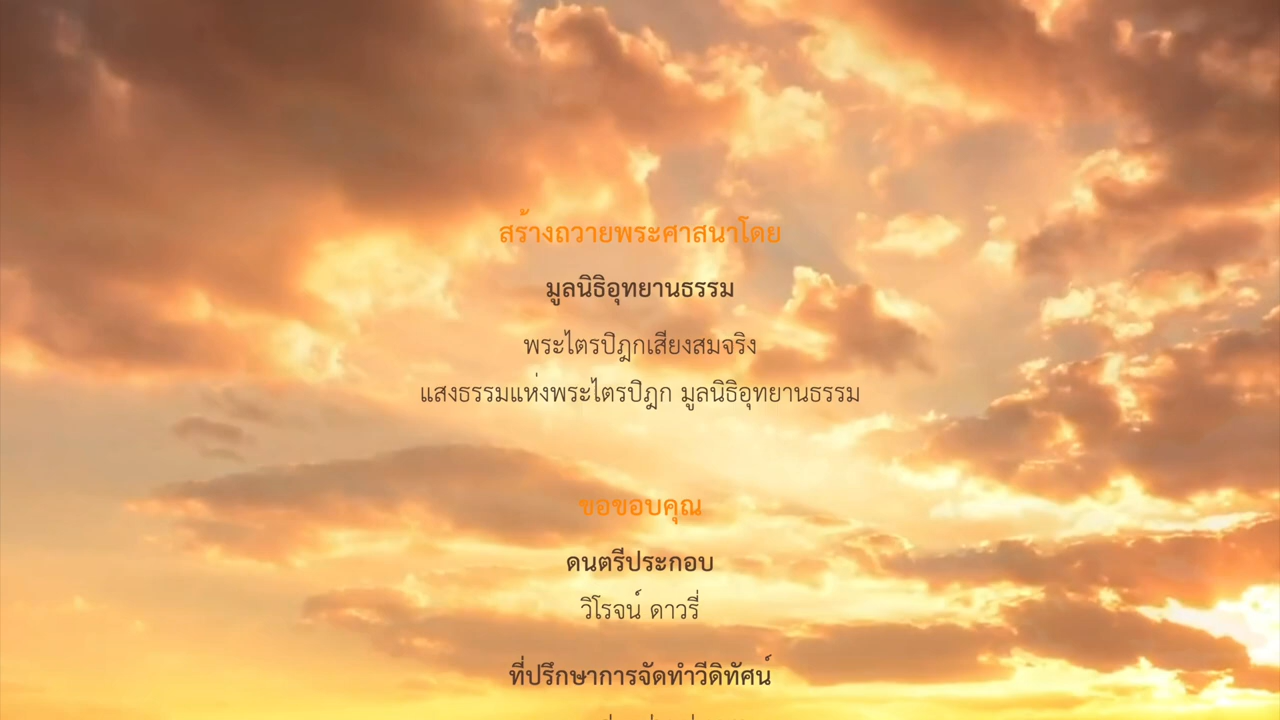 สร้างถวายพระศาสนาโดย
มูลนิธิอุทยานธรรม
พระไตรปิฎกเสียงสมจริง
แสงธรรมแห่งพระไตรปิฎก มูลนิธิอุทยานธรรม
ขอขอบคุณ
ดนตรีประกอบ
วิโรจน์ ดาวรี่
ที่ปรึกษาการจัดทำวีดิทัศน์